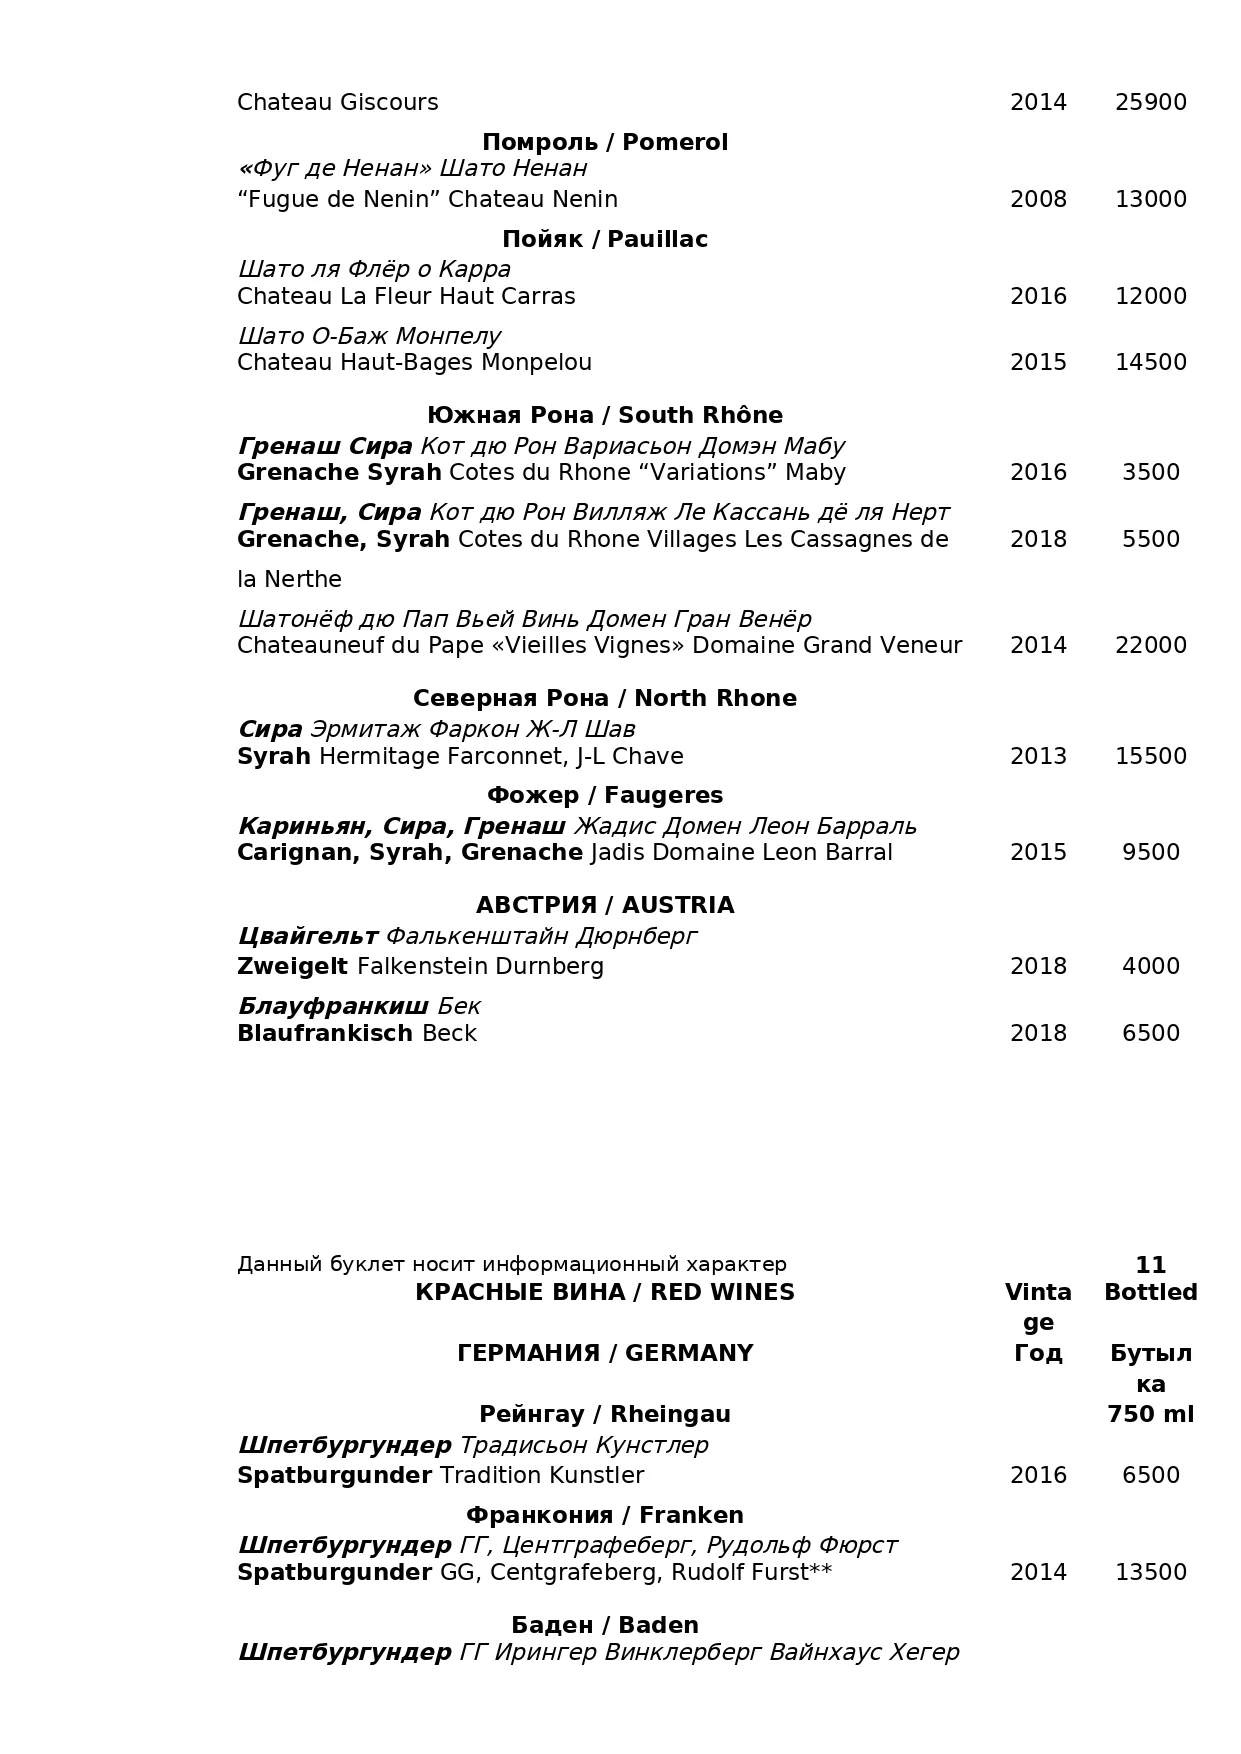 Chateau Giscours 2014 25900
Помроль / Pomerol
«Фуг де Ненан» Шато Ненан
“Fugue de Nenin” Chateau Nenin 2008 13000
Пойяк / Pauillac
Шато ля Флёр о Карра
Chateau La Fleur Haut Carras 2016 12000
Шато О-Баж Монпелу
Chateau Haut-Bages Monpelou 2015 14500
Южная Рона / South Rhône
Гренаш Сира Кот дю Рон Вариасьон Домэн Мабу
Grenache Syrah Cotes du Rhone “Variations” Maby 2016 3500
Гренаш, Сира Кот дю Рон Вилляж Ле Кассань дё ля Нерт
Grenache, Syrah Cotes du Rhone Villages Les Cassagnes de 2018 5500
la Nerthe
Шатонёф дю Пап Вьей Винь Домен Гран Венёр
Chateauneuf du Pape «Vieilles Vignes» Domaine Grand Veneur 2014 22000
Северная Рона / North Rhone
Сира Эрмитаж Фаркон Ж-Л Шав
Syrah Hermitage Farconnet, J-L Chave 2013 15500
Фожер / Faugeres
Кариньян, Сира, Гренаш Жадис Домен Леон Барраль
Carignan, Syrah, Grenache Jadis Domaine Leon Barral 2015 9500
АВСТРИЯ / AUSTRIA
Цвайгельт Фалькенштайн Дюрнберг
Zweigelt Falkenstein Durnberg 2018 4000
Блауфранкиш Бек
Blaufrankisch Beck 2018 6500
Данный буклет носит информационный характер 11
КРАСНЫЕ ВИНА / RED WINES Vinta Bottled
ge
ГЕРМАНИЯ / GERMANY Год Бутыл
ка
Рейнгау / Rheingau 750 ml
Шпетбургундер Традисьон Кунстлер
Spatburgunder Tradition Kunstler 2016 6500
Франкония / Franken
Шпетбургундер ГГ, Центграфеберг, Рудольф Фюрст
Spatburgunder GG, Centgrafeberg, Rudolf Furst** 2014 13500
Баден / Baden
Шпетбургундер ГГ Ирингер Винклерберг Вайнхаус Хегер